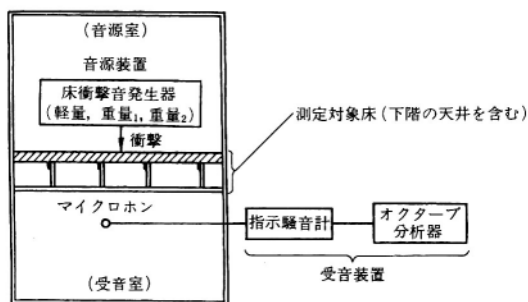 (音源室)
音源装置
床衝撃音発生器
(軽量, 重量₁, 重量₂)
衝撃
測定対象床(下階の天井を含む)
マイクロホン
指示騒音計
オクターブ
分析器
受音装置
(受音室)